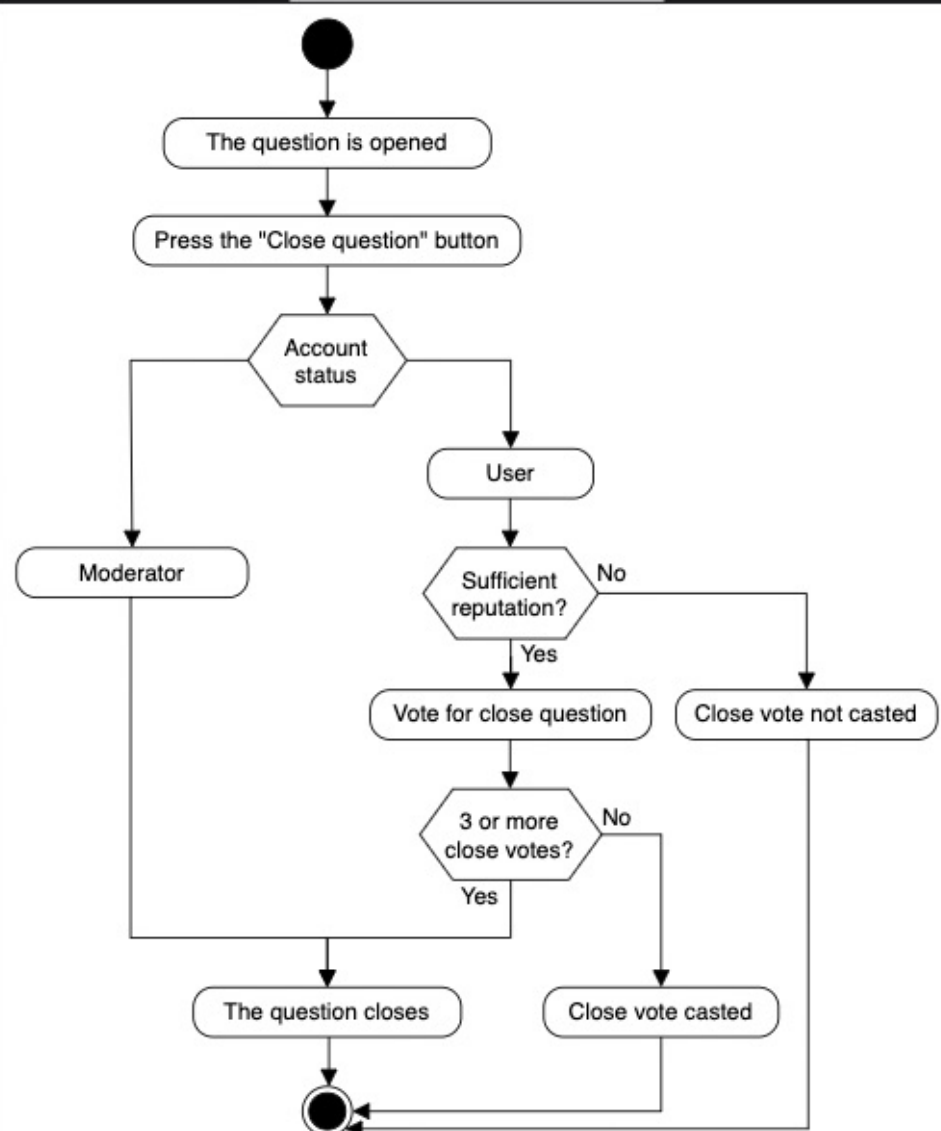 The question is opened
Press the "Close question" button
Account
status
User
Moderator
Sufficient
reputation?
No
Yes
Vote for close question
Close vote not casted
3 or more
close votes?
No
Yes
The question closes
Close vote casted